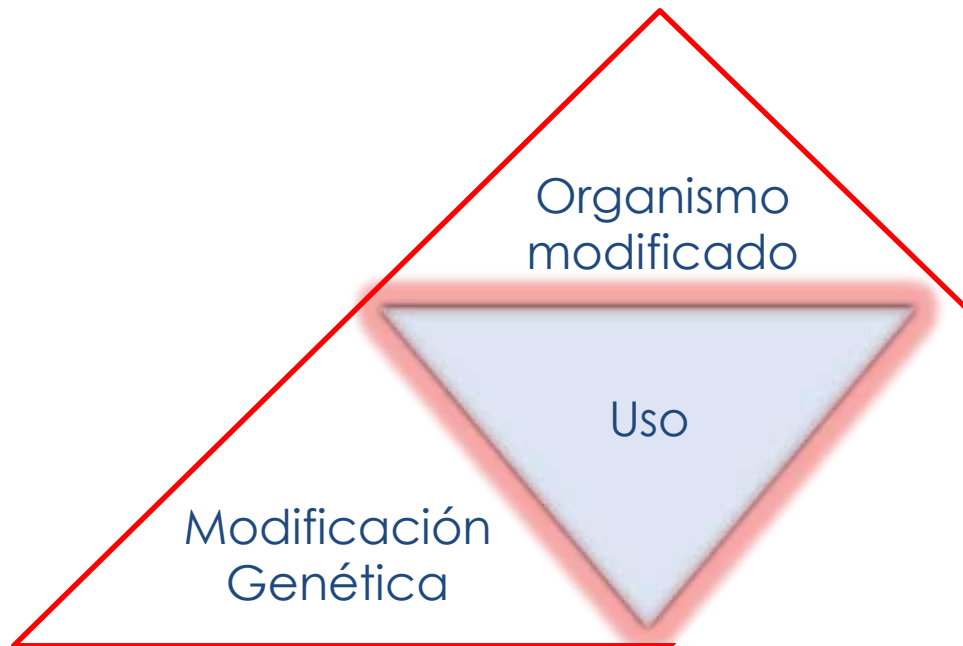 Organismo
modificado
Uso
Modificación
Genética